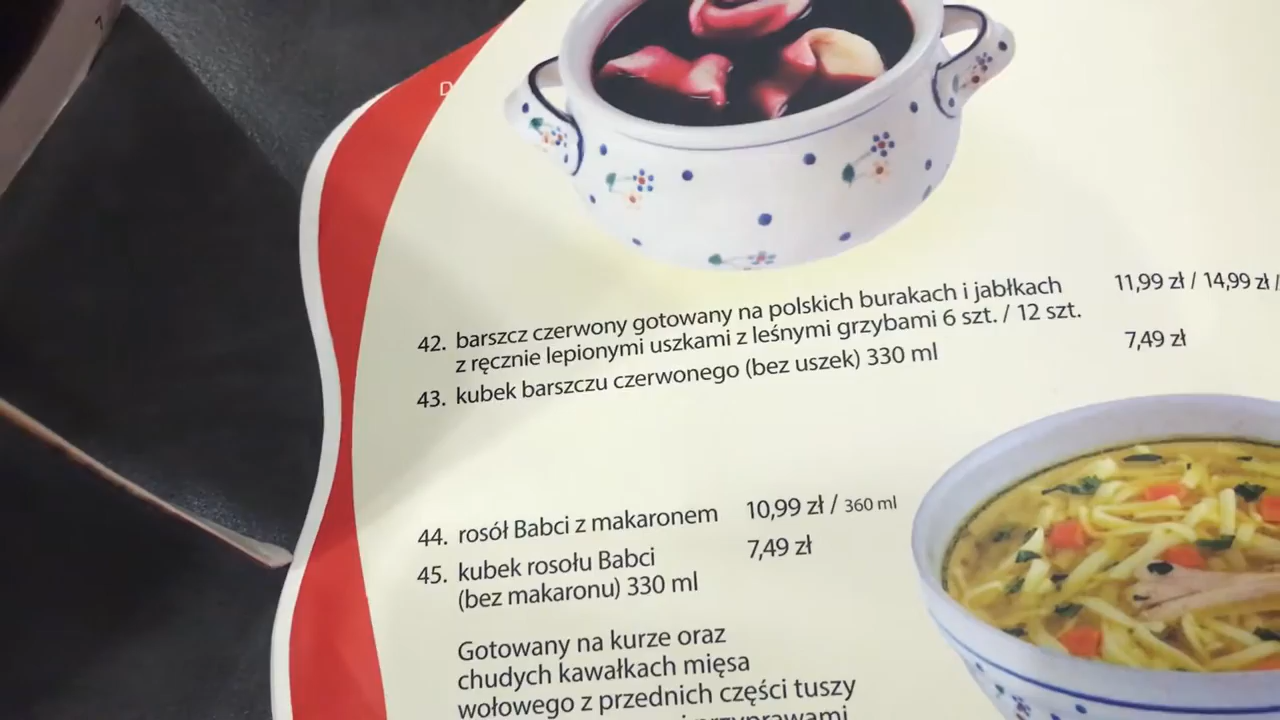 42. barszcz czerwony gotowany na polskich burakach i jabłkach 11,99 zł / 14,99 zł /
z ręcznie lepionymi uszkami z leśnymi grzybami 6 szt. / 12 szt.
43. kubek barszczu czerwonego (bez uszek) 330 ml 7,49 zł
44. rosół Babci z makaronem 10,99 zł / 360 ml
45. kubek rosołu Babci 7,49 zł
(bez makaronu) 330 ml
Gotowany na kurze oraz
chudych kawałkach mięsa
wołowego z przednich części tuszy
i przyprawami